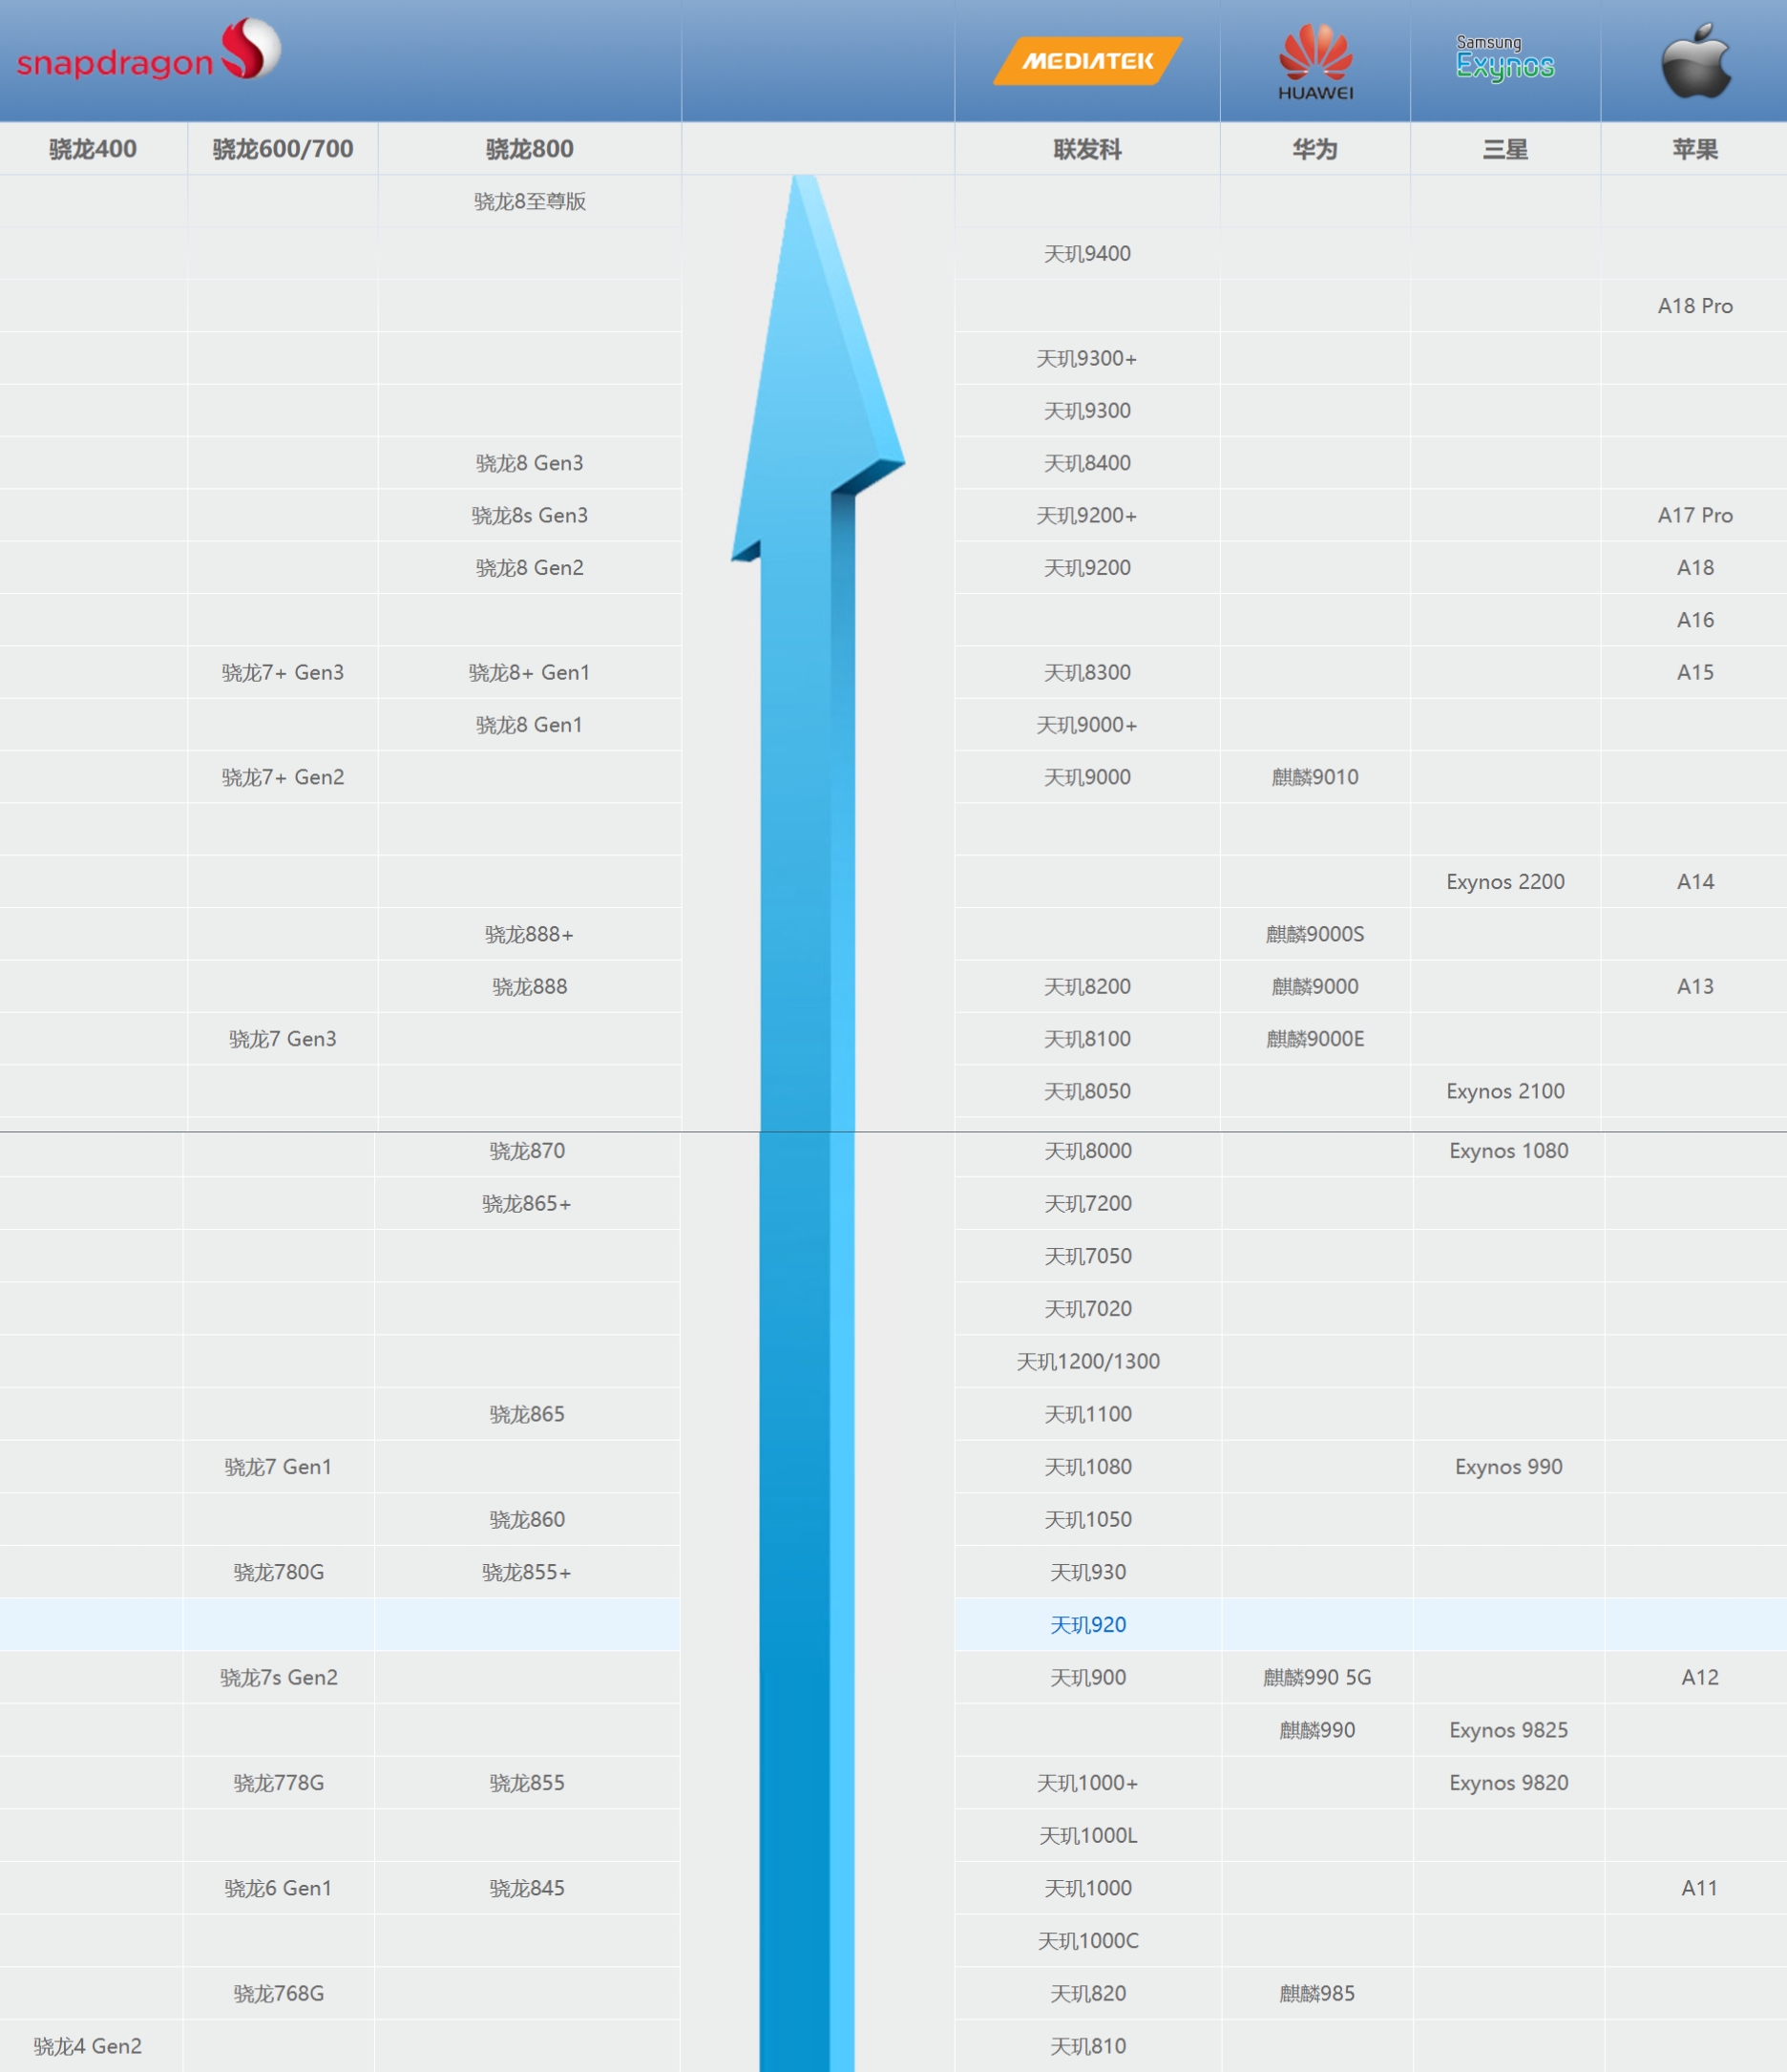 snapdragon MEDIATEK HUAWEI Samsung Exynos
骁龙400 骁龙600/700 骁龙800 联发科 华为 三星 苹果
骁龙8至尊版
天玑9400
A18 Pro
天玑9300+
天玑9300
骁龙8 Gen3 天玑8400
骁龙8s Gen3 天玑9200+ A17 Pro
骁龙8 Gen2 天玑9200 A18
A16
骁龙7+ Gen3 骁龙8+ Gen1 天玑8300 A15
骁龙8 Gen1 天玑9000+
骁龙7+ Gen2 天玑9000 麒麟9010
Exynos 2200 A14
骁龙888+ 麒麟9000S
骁龙888 天玑8200 麒麟9000 A13
骁龙7 Gen3 天玑8100 麒麟9000E
天玑8050 Exynos 2100
骁龙870 天玑8000 Exynos 1080
骁龙865+ 天玑7200
天玑7050
天玑7020
天玑1200/1300
骁龙865 天玑1100
骁龙7 Gen1 天玑1080 Exynos 990
骁龙860 天玑1050
骁龙780G 骁龙855+ 天玑930
天玑920
骁龙7s Gen2 天玑900 麒麟990 5G A12
麒麟990 Exynos 9825
骁龙778G 骁龙855 天玑1000+ Exynos 9820
天玑1000L
骁龙6 Gen1 骁龙845 天玑1000 A11
天玑1000C
骁龙768G 天玑820 麒麟985
骁龙4 Gen2 天玑810